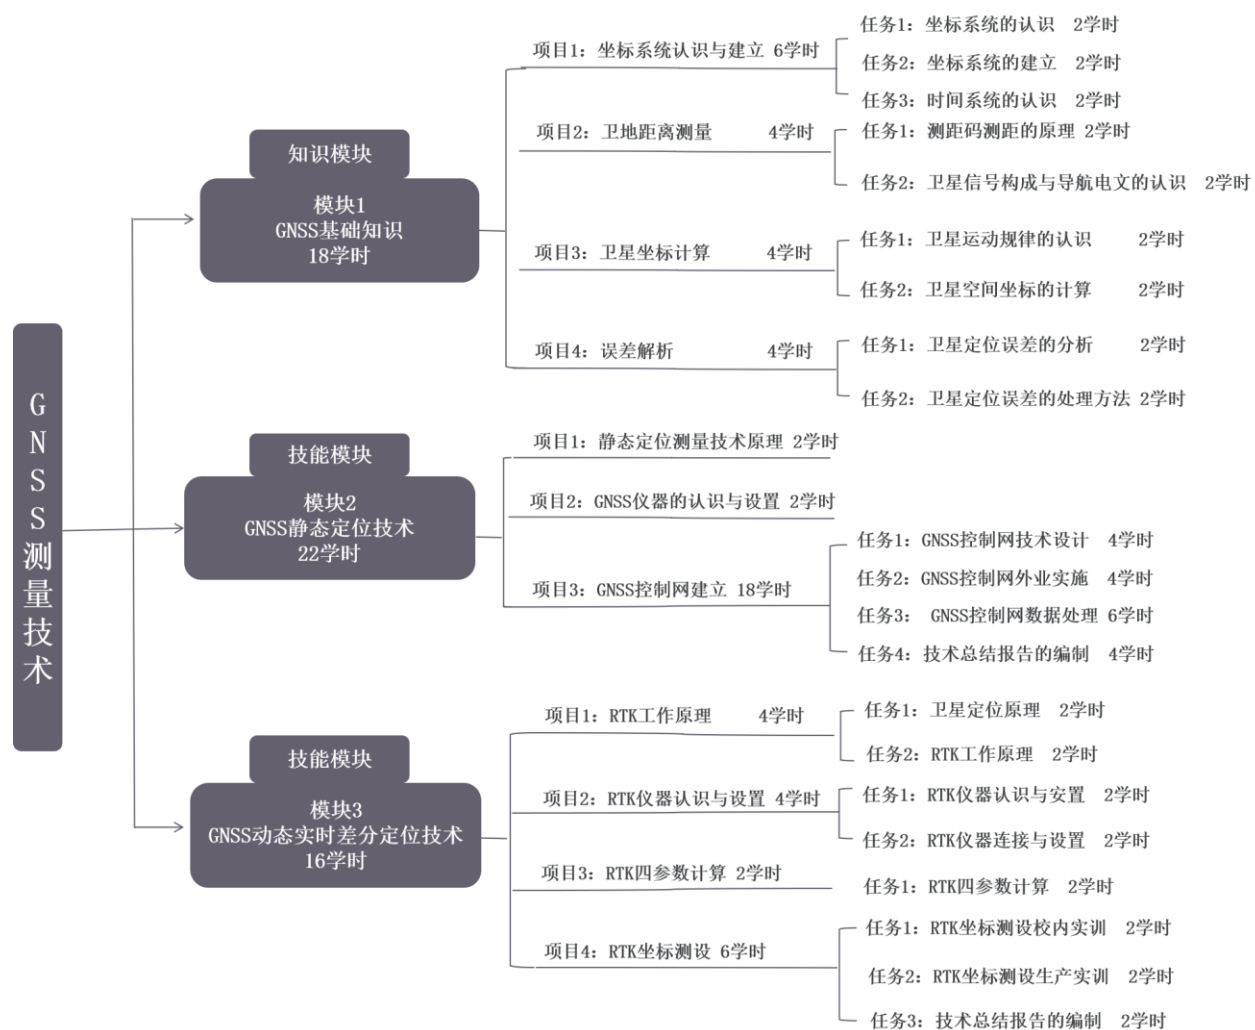 GNSS测量技术
知识模块
模块1
GNSS基础知识
18学时
项目1：坐标系统认识与建立 6学时
任务1：坐标系统的认识 2学时
任务2：坐标系统的建立 2学时
任务3：时间系统的认识 2学时
项目2：卫地距离测量 4学时
任务1：测距码测距的原理 2学时
任务2：卫星信号构成与导航电文的认识 2学时
项目3：卫星坐标计算 4学时
任务1：卫星运动规律的认识 2学时
任务2：卫星空间坐标的计算 2学时
项目4：误差解析 4学时
任务1：卫星定位误差的分析 2学时
任务2：卫星定位误差的处理方法 2学时
技能模块
模块2
GNSS静态定位技术
22学时
项目1：静态定位测量技术原理 2学时
项目2：GNSS仪器的认识与设置 2学时
项目3：GNSS控制网建立 18学时
任务1：GNSS控制网技术设计 4学时
任务2：GNSS控制网外业实施 4学时
任务3： GNSS控制网数据处理 6学时
任务4：技术总结报告的编制 4学时
技能模块
模块3
GNSS动态实时差分定位技术
16学时
项目1：RTK工作原理 4学时
任务1：卫星定位原理 2学时
任务2：RTK工作原理 2学时
项目2：RTK仪器认识与设置 4学时
任务1：RTK仪器认识与安置 2学时
任务2：RTK仪器连接与设置 2学时
项目3：RTK四参数计算 2学时
任务1：RTK四参数计算 2学时
项目4：RTK坐标测设 6学时
任务1：RTK坐标测设校内实训 2学时
任务2：RTK坐标测设生产实训 2学时
任务3：技术总结报告的编制 2学时